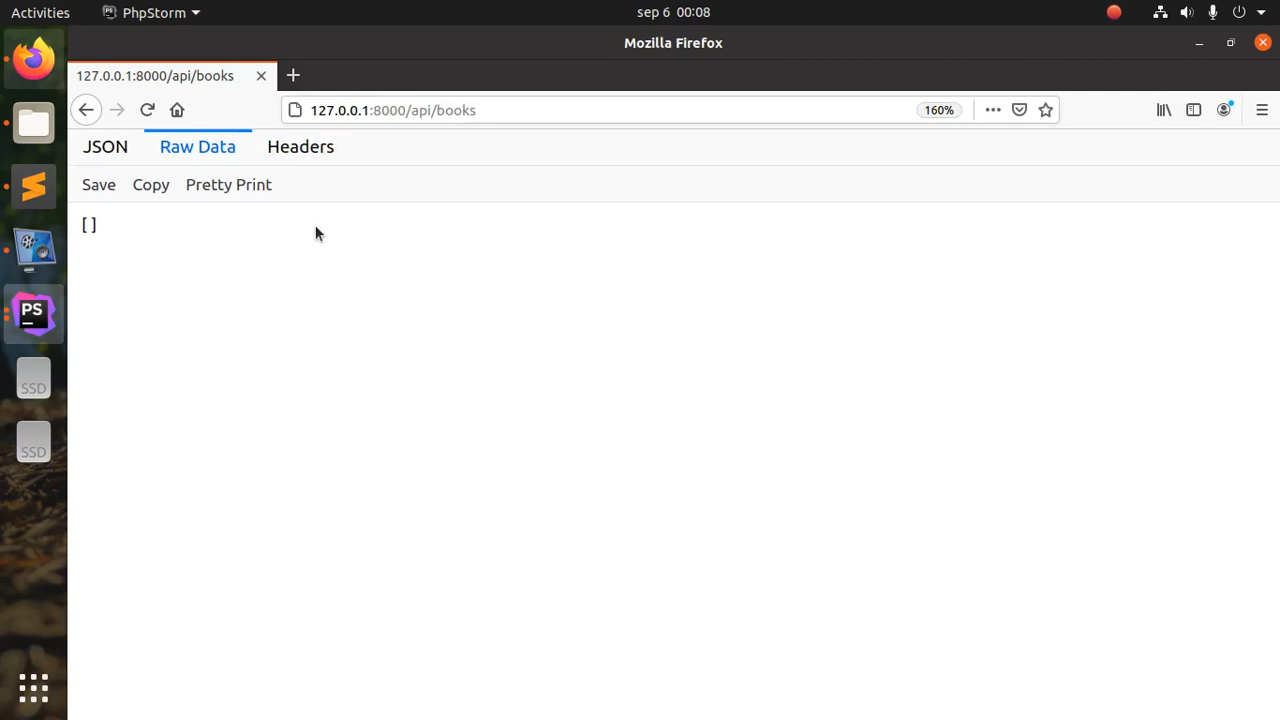 Activities PhpStorm sep 6 00:08
Mozilla Firefox
127.0.0.1:8000/api/books
127.0.0.1:8000/api/books 160%
JSON Raw Data Headers
Save Copy Pretty Print
[]
PS
SSD
SSD